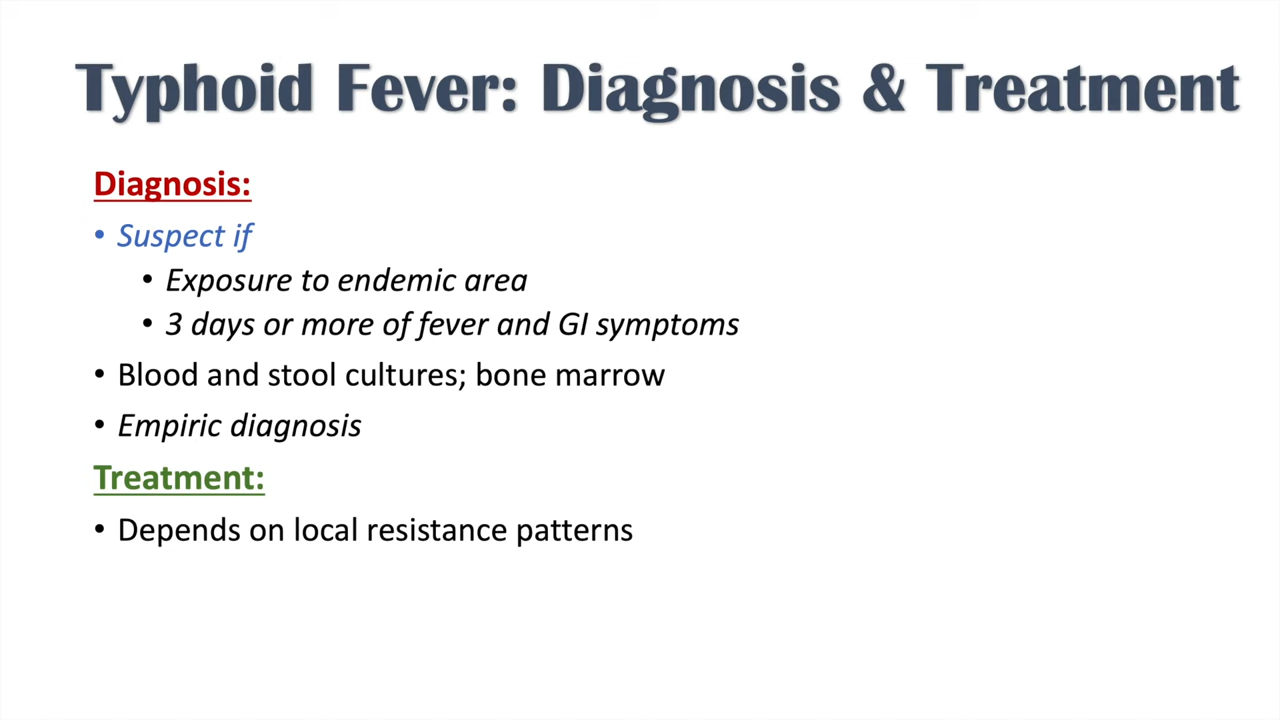 Typhoid Fever: Diagnosis & Treatment
Diagnosis:
• Suspect if
• Exposure to endemic area
• 3 days or more of fever and GI symptoms
• Blood and stool cultures; bone marrow
• Empiric diagnosis
Treatment:
• Depends on local resistance patterns